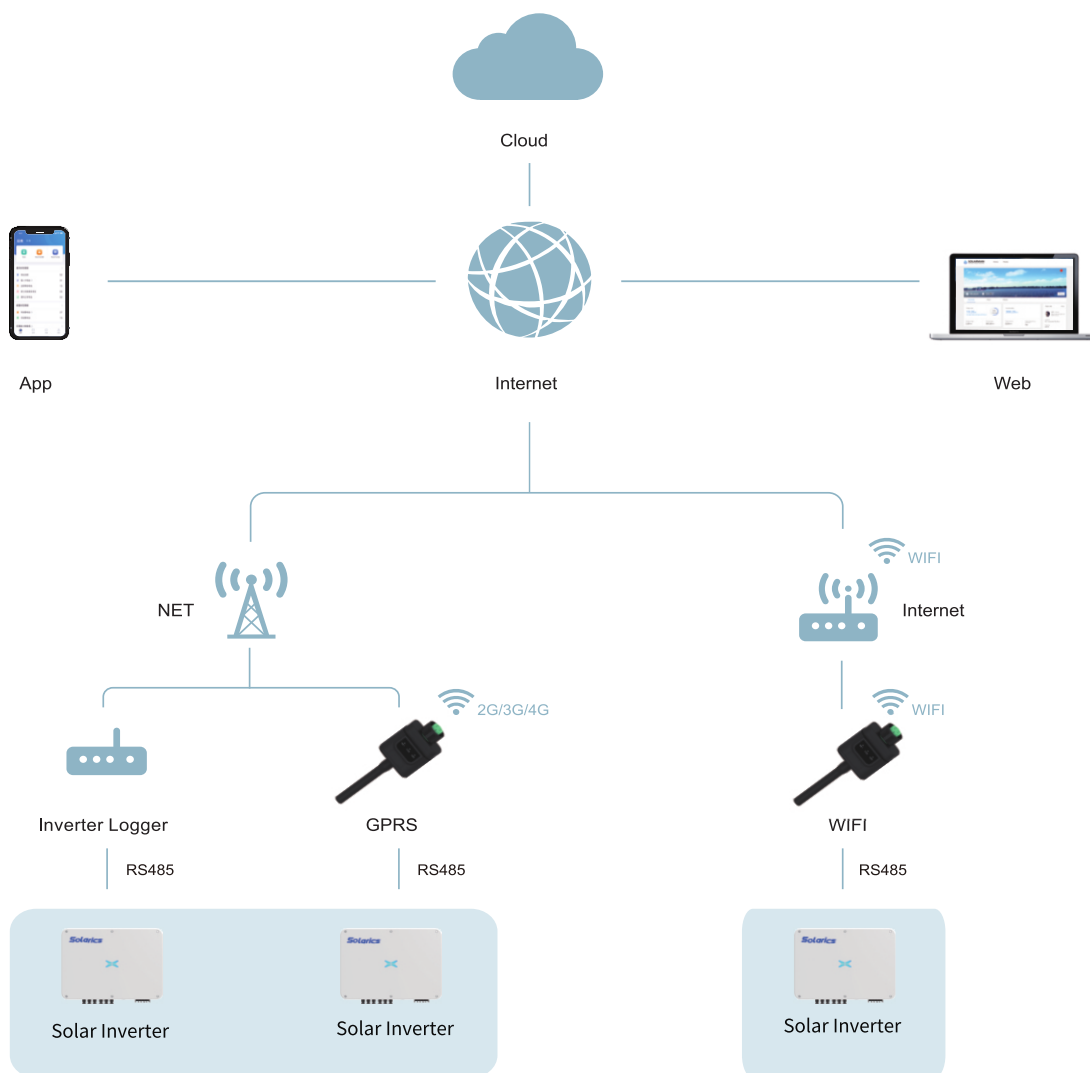 Cloud
App
Internet
Web
WIFI
NET
Internet
2G/3G/4G
WIFI
Inverter Logger
GPRS
WIFI
RS485
RS485
RS485
Solarics
Solarics
Solarics
Solar Inverter
Solar Inverter
Solar Inverter